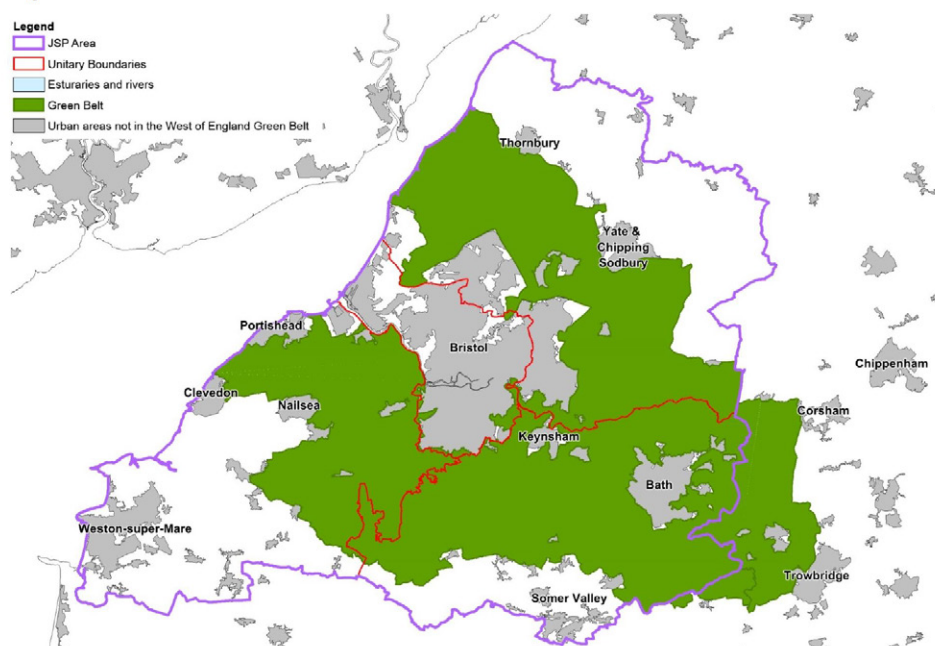 Legend
JSP Area
Unitary Boundaries
Esturaries and rivers
Green Belt
Urban areas not in the West of England Green Belt
Thornbury
Yate &
Chipping
Sodbury
Portishead
Bristol
Chippenham
Clevedon
Nailsea
Corsham
Keynsham
Bath
Weston-super-Mare
Trowbridge
Somer Valley